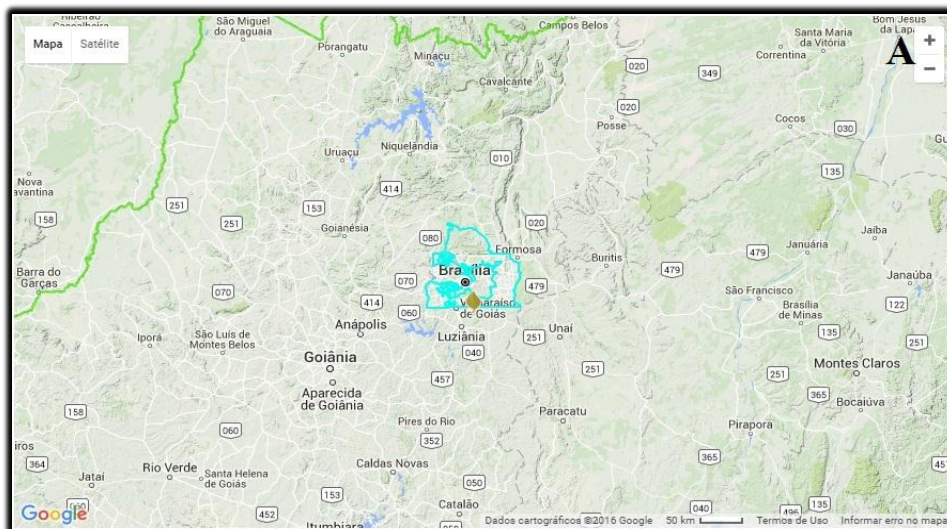 Ribeirão
Cascalheira
São Miguel
do Araguaia
Campos Belos
Bom Jesus
da Lapa
Mapa
Satélite
A
+
−
Porangatu
Minaçu
020
Santa Maria
da Vitória
Correntina
349
Cavalcante
020
Posse
Cocos
030
Uruaçu
Niquelândia
010
135
Nova
avantina
414
158
251
251
153
Goianésia
080
020
Formosa
Jaíba
Buritis
479
Januária
479
Barra do
Garças
070
070
Brasília
479
Janaúba
São Francisco
414
060
Valparaíso
de Goiás
Brasília
de Minas
122
135
Anápolis
Iporá
São Luís de
Montes Belos
Luziânia
251
Unaí
251
Goiânia
040
251
Montes Claros
457
251
Aparecida
de Goiânia
365
Bocaiúva
158
060
Pires do Rio
Paracatu
Pirapora
352
364
Rio Verde
Santa Helena
de Goiás
Caldas Novas
365
451
Jataí
050
153
Catalão
040
135
496
Google
452
Itumbiara
050
Dados cartográficos ©2016 Google
50 km
Termos de Uso
Informar erro no ma